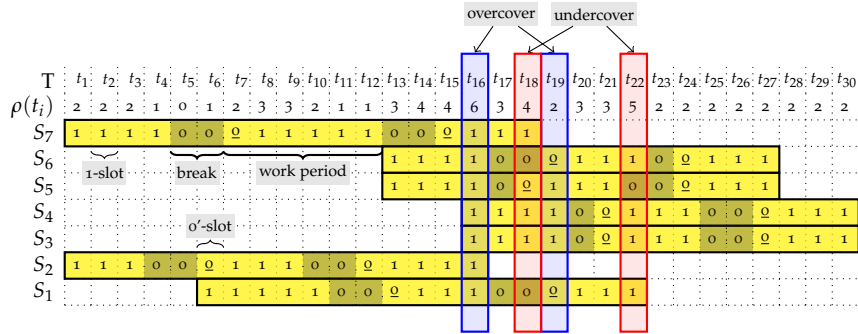 overcover undercover
T t₁ t₂ t₃ t₄ t₅ t₆ t₇ t₈ t₉ t₁₀ t₁₁ t₁₂ t₁₃ t₁₄ t₁₅ t₁₆ t₁₇ t₁₈ t₁₉ t₂₀ t₂₁ t₂₂ t₂₃ t₂₄ t₂₅ t₂₆ t₂₇ t₂₈ t₂₉ t₃₀
ρ(tᵢ) 2 2 2 1 0 1 2 3 3 2 1 1 3 4 4 6 3 4 2 3 3 5 2 2 2 2 2 2 2 2
S₇ 1 1 1 1 0 0 0̲ 1 1 1 1 1 0 0 0̲ 1 1 1
S₆ 1 1 1 1 0 0 0̲ 1 1 1 0 0̲ 1 1 1
1-slot break work period
S₅ 1 1 1 1 0 0̲ 1 1 1 0 0 0̲ 1 1 1
S₄ 1 1 1 1 0 0̲ 1 1 1 0 0 0̲ 1 1 1
0'-slot
S₃ 1 1 1 1 0 0̲ 1 1 1 0 0 0̲ 1 1 1
S₂ 1 1 1 0 0 0̲ 1 1 1 0 0 0̲ 1 1 1 1
S₁ 1 1 1 1 1 0 0 0̲ 1 1 1 0 0 0̲ 1 1 1